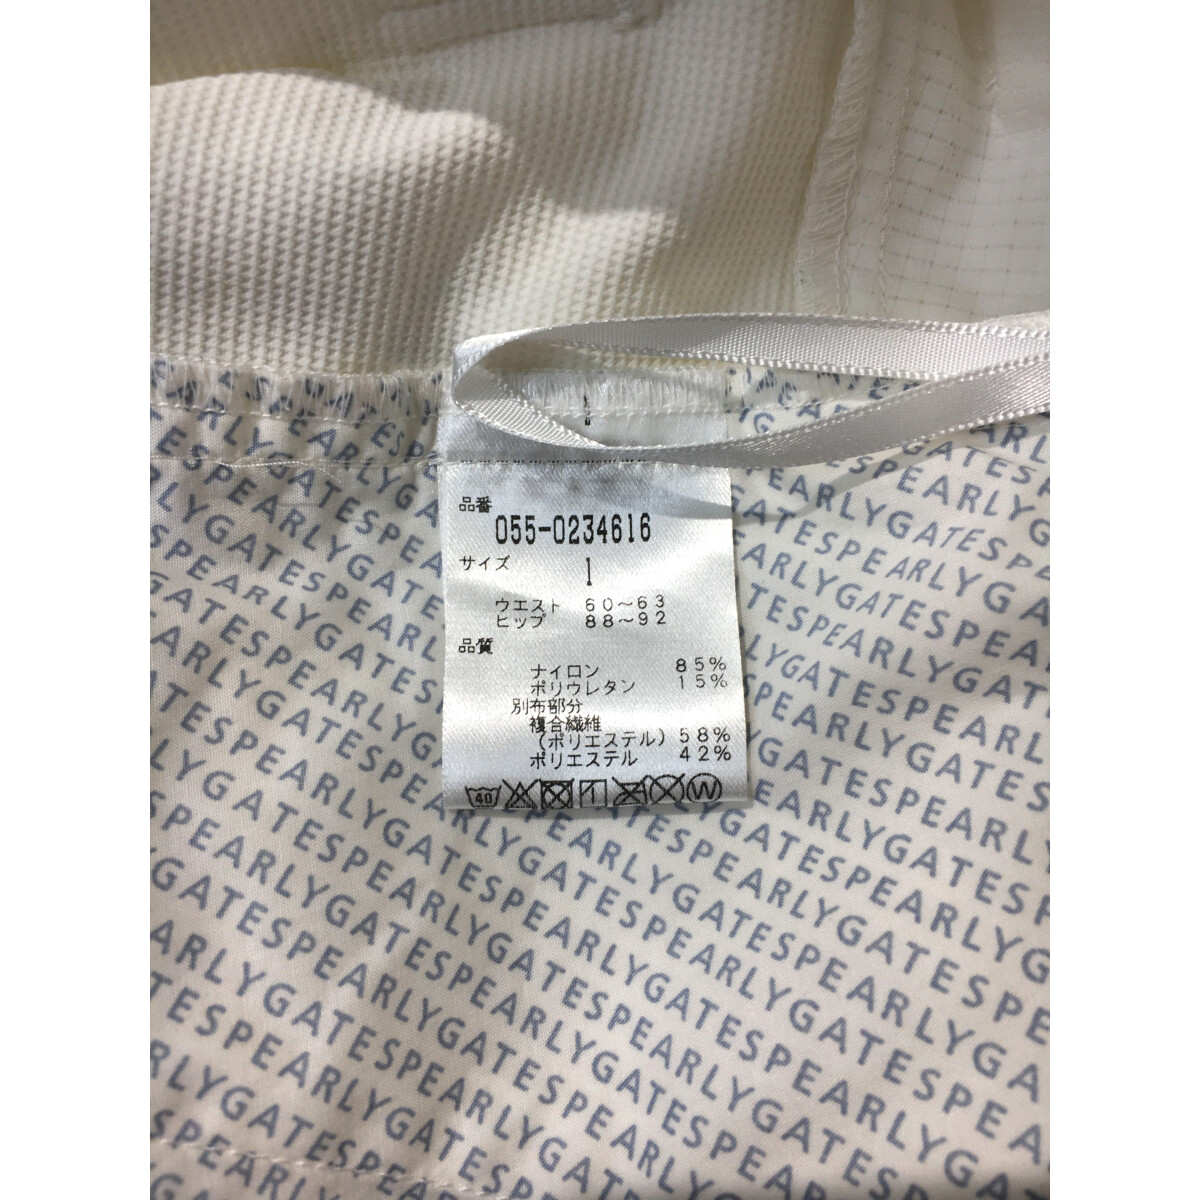 品番
055-0234616
サイズ 1
ウエスト 60～63
ヒップ 88～92
品質
ナイロン 85%
ポリウレタン 15%
別布部分
複合繊維
(ポリエステル) 58%
ポリエステル 42%
40 W
PEARLYGATESPEARLYGATESPEARLYGATES